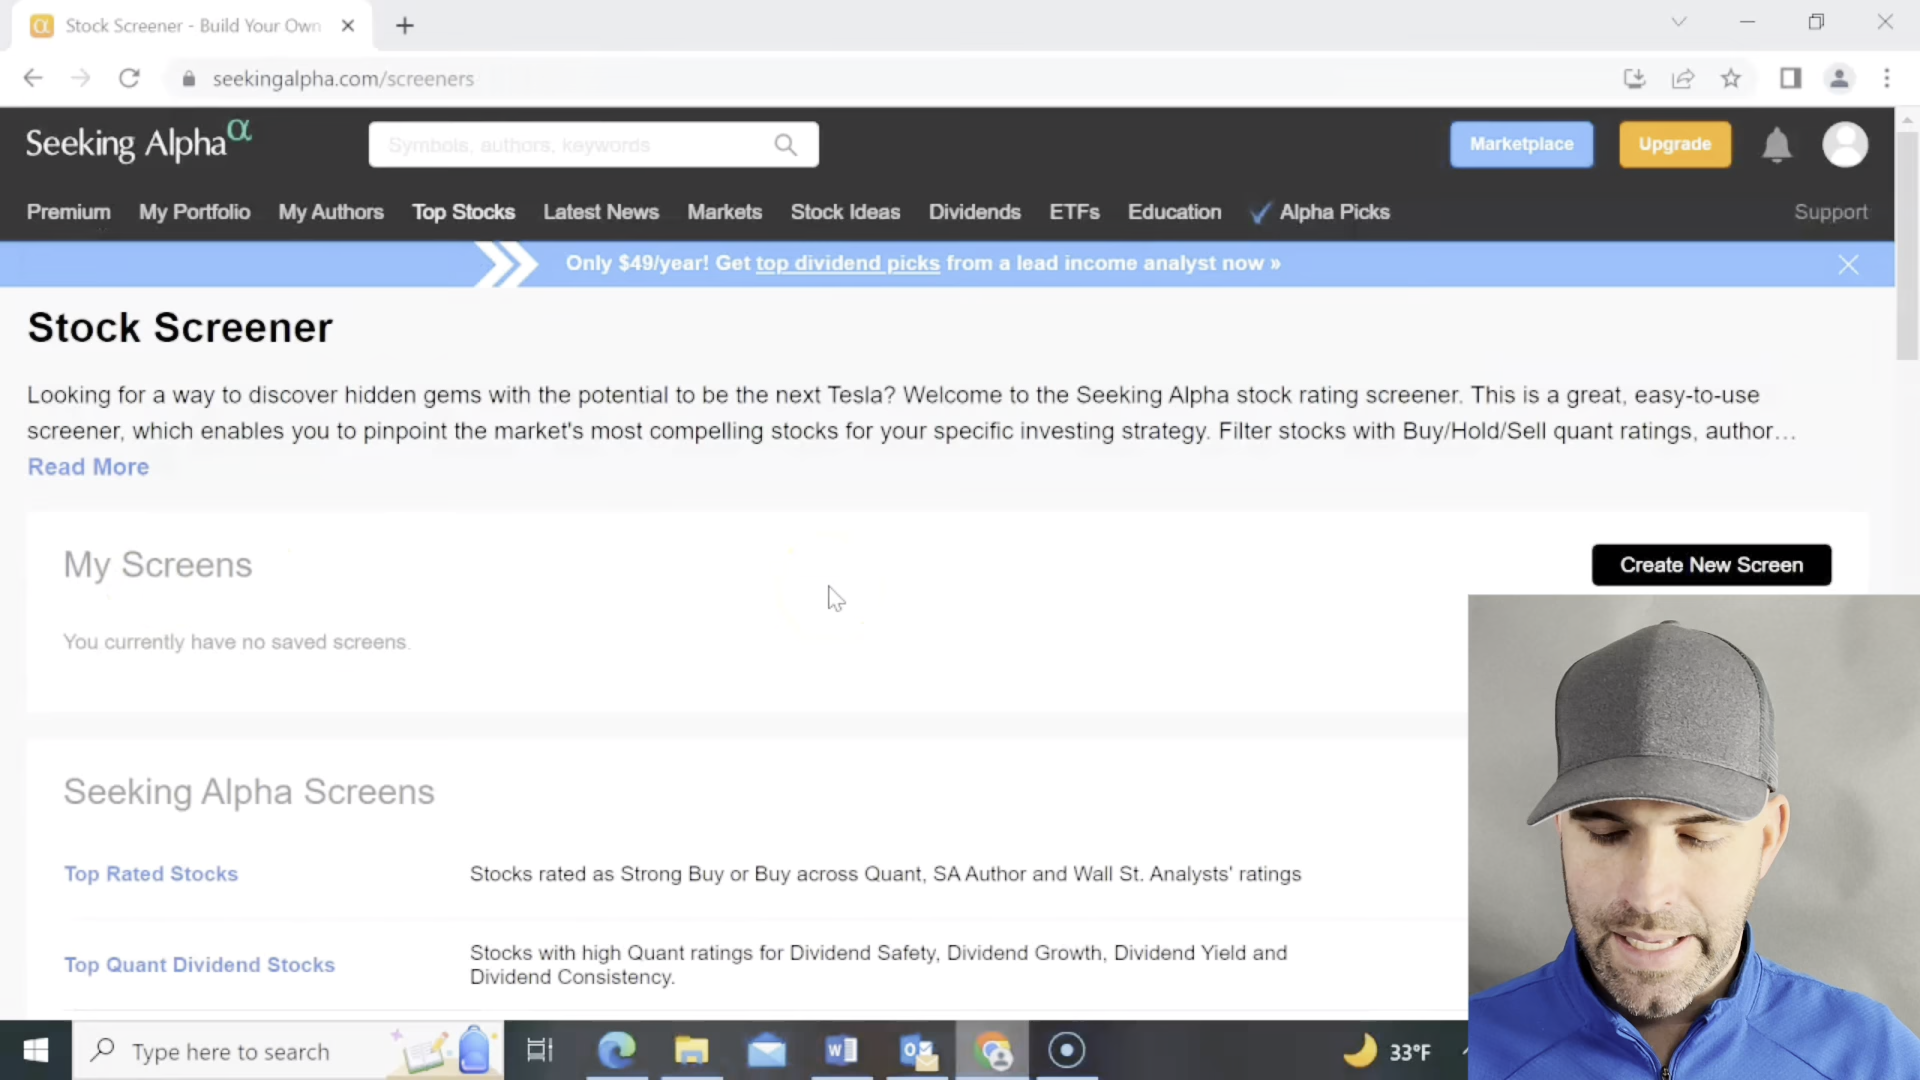 Stock Screener - Build Your Own
seekingalpha.com/screeners
Seeking Alpha α
Symbols, authors, keywords
Marketplace
Upgrade
Premium My Portfolio My Authors Top Stocks Latest News Markets Stock Ideas Dividends ETFs Education Alpha Picks Support
Only $49/year! Get top dividend picks from a lead income analyst now »
Stock Screener
Looking for a way to discover hidden gems with the potential to be the next Tesla? Welcome to the Seeking Alpha stock rating screener. This is a great, easy-to-use
screener, which enables you to pinpoint the market's most compelling stocks for your specific investing strategy. Filter stocks with Buy/Hold/Sell quant ratings, author...
Read More
My Screens
Create New Screen
You currently have no saved screens.
Seeking Alpha Screens
Top Rated Stocks
Stocks rated as Strong Buy or Buy across Quant, SA Author and Wall St. Analysts' ratings
Top Quant Dividend Stocks
Stocks with high Quant ratings for Dividend Safety, Dividend Growth, Dividend Yield and
Dividend Consistency.
Type here to search
33°F